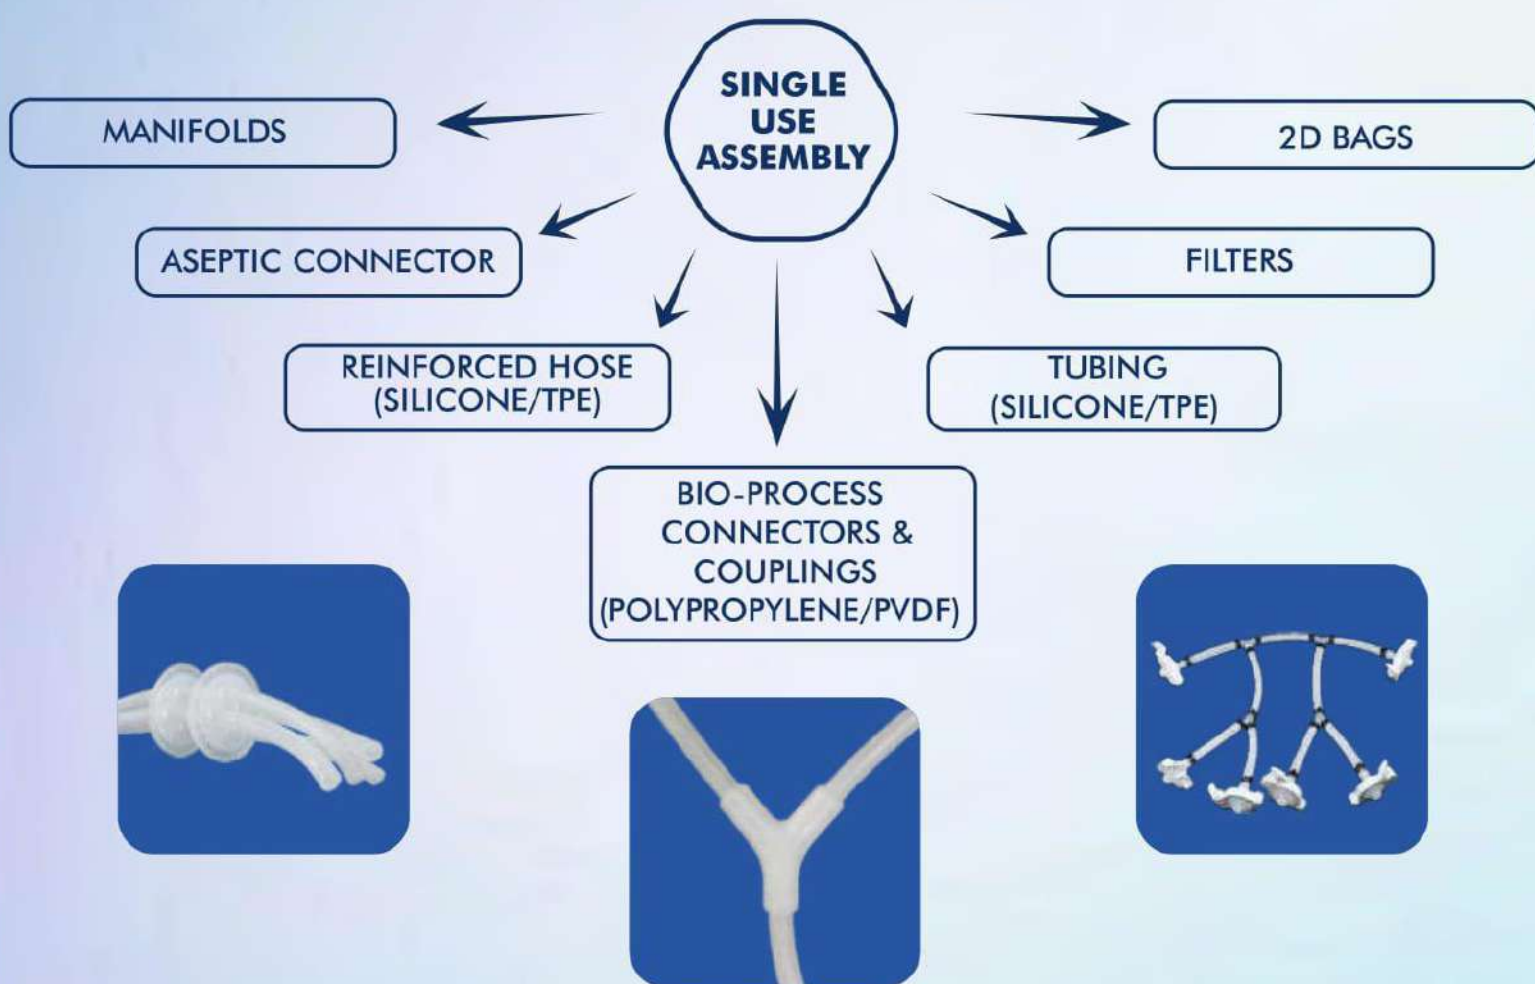 SINGLE
USE
ASSEMBLY
MANIFOLDS
2D BAGS
ASEPTIC CONNECTOR
FILTERS
REINFORCED HOSE
(SILICONE/TPE)
TUBING
(SILICONE/TPE)
BIO-PROCESS
CONNECTORS &
COUPLINGS
(POLYPROPYLENE/PVDF)